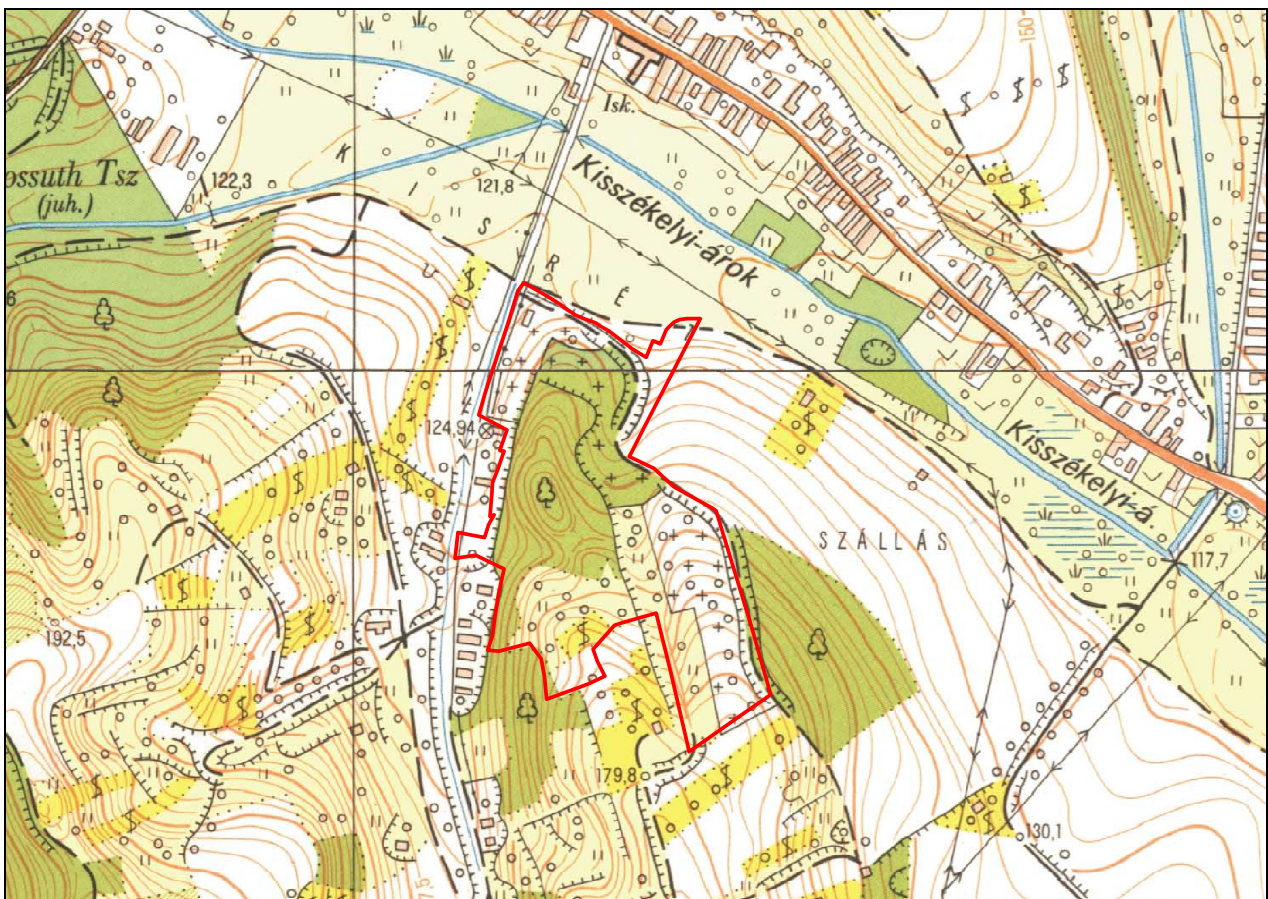 150
Isk.
ossuth Tsz
(juh.)
122,3
121,8
K I S R É
Kisszékelyi-árok
U
N
124,94
Kisszékelyi-á
SZÁLLÁS
117,7
192,5
179,8
130,1